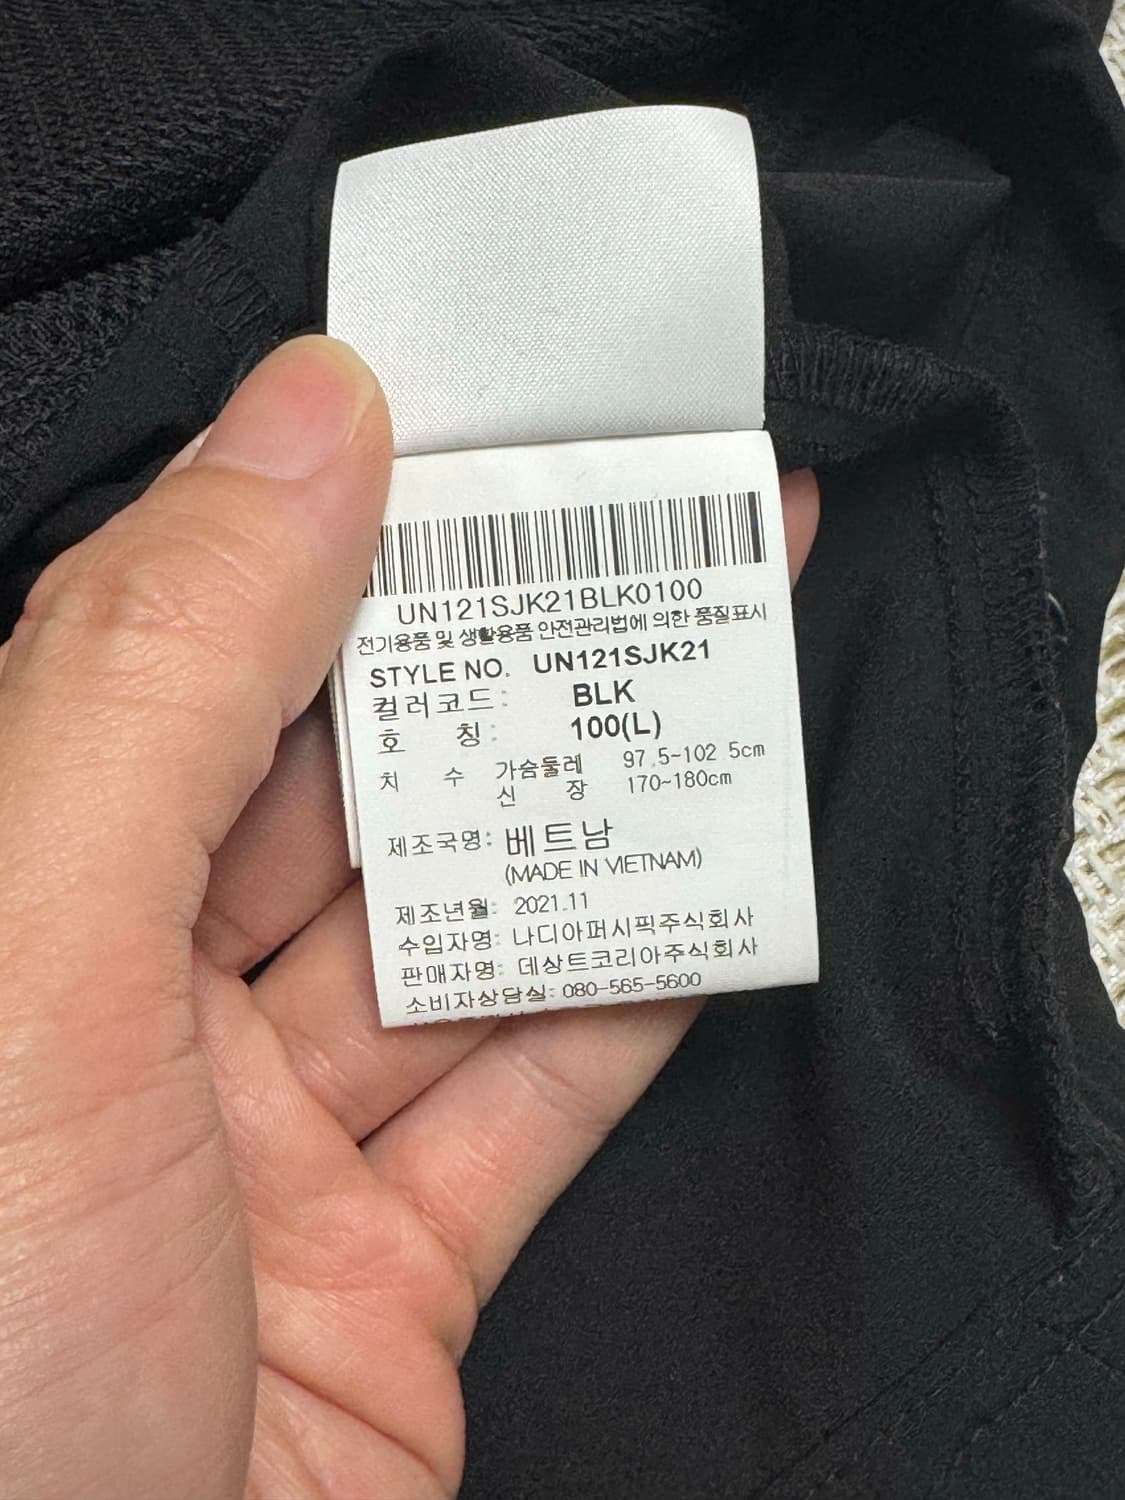 UN121SJK21BLK0100
전기용품 및 생활용품 안전관리법에 의한 품질표시
STYLE NO. UN121SJK21
컬러코드: BLK
호 칭: 100(L)
치 수 가슴둘레 97.5~102.5cm
신 장 170~180cm
제조국명: 베트남
(MADE IN VIETNAM)
제조년월: 2021.11
수입자명: 나디아퍼시픽주식회사
판매자명: 데상트코리아주식회사
소비자상담실: 080-565-5600